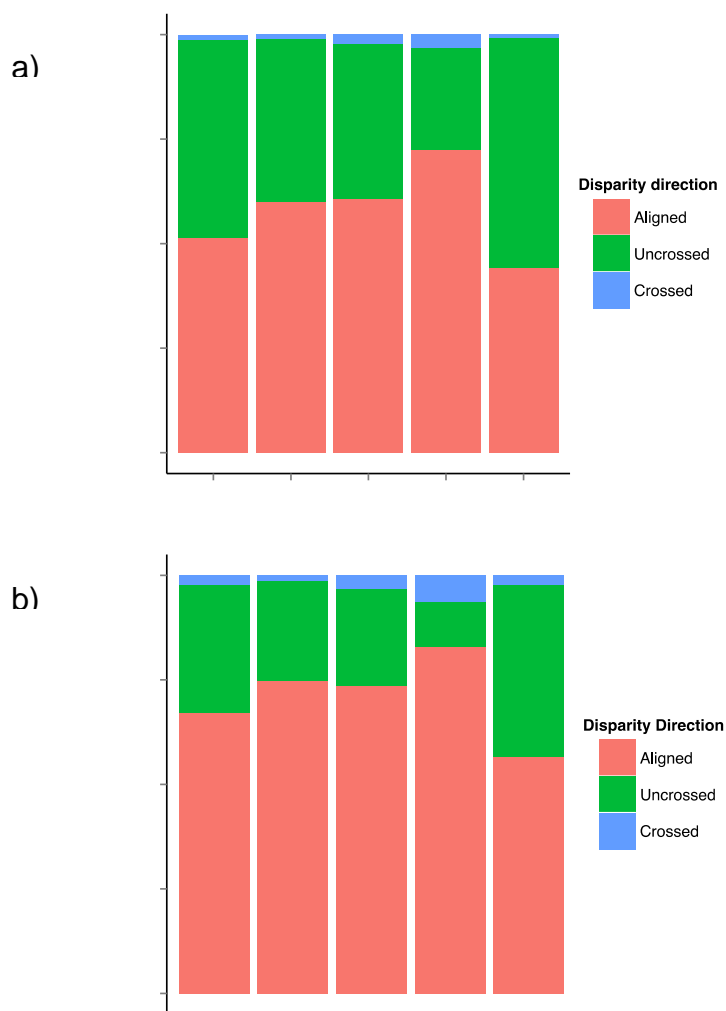 a)
Disparity direction
Aligned
Uncrossed
Crossed
b)
Disparity Direction
Aligned
Uncrossed
Crossed